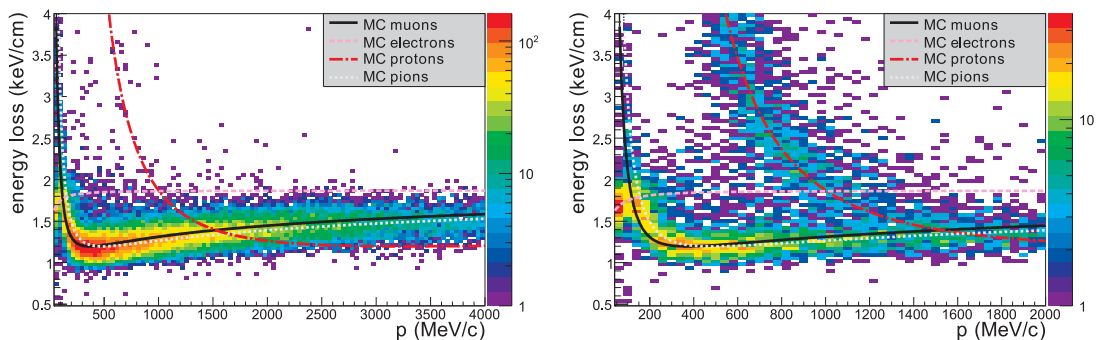 energy loss (keV/cm)
4
3.5
3
2.5
2
1.5
1
0.5
MC muons
MC electrons
MC protons
MC pions
10²
10
1
500 1000 1500 2000 2500 3000 3500 4000
p (MeV/c)
energy loss (keV/cm)
4
3.5
3
2.5
2
1.5
1
0.5
MC muons
MC electrons
MC protons
MC pions
10
1
200 400 600 800 1000 1200 1400 1600 1800 2000
p (MeV/c)